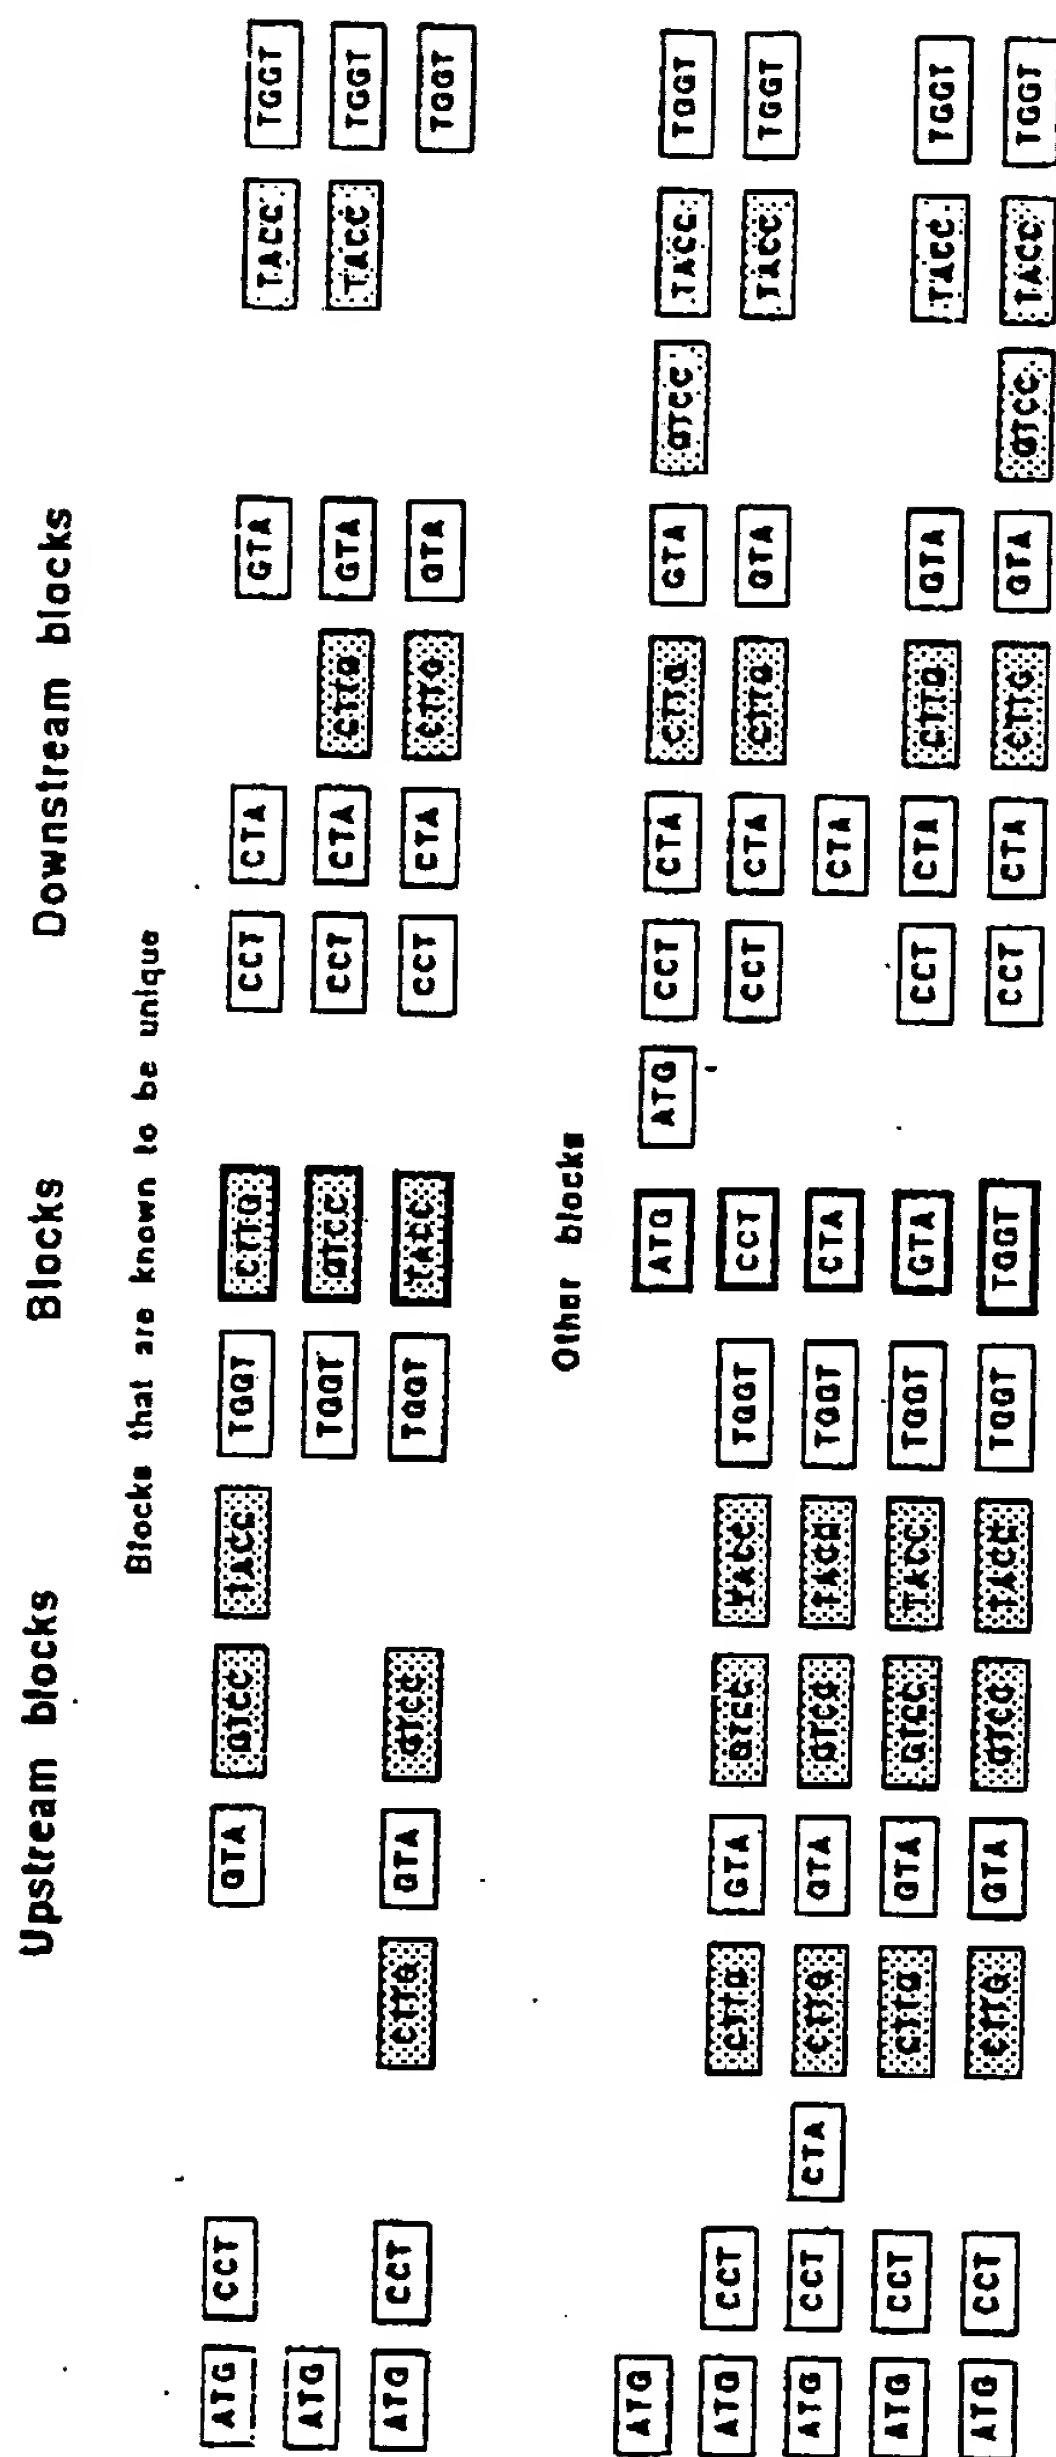 Upstream blocks Blocks Downstream blocks
Blocks that are known to be unique
ATG CCT GTA GTCC TACC TGGT CTTG CCT CTA GTA TACC TGGT
ATG TGGT GTCC CCT CTA CTTG GTA TACC TGGT
ATG CCT CTTG GTA GTCC TGGT TACC CCT CTA CTTG GTA TGGT
Other blocks
ATG ATG ATG CCT CTA CTTG GTA GTCC TACC TGGT
ATG CCT CTTG GTA GTCC TACC TGGT CCT CCT CTA CTTG GTA TACC TGGT
ATG CCT CTA CTTG GTA GTCC TACC TGGT CTA CTA
ATG CCT CTTG GTA GTCC TACC TGGT GTA CCT CTA CTTG GTA TACC TGGT
ATG CCT CTTG GTA GTCC TACC TGGT TGGT CCT CTA CTTG GTA GTCC TACC TGGT